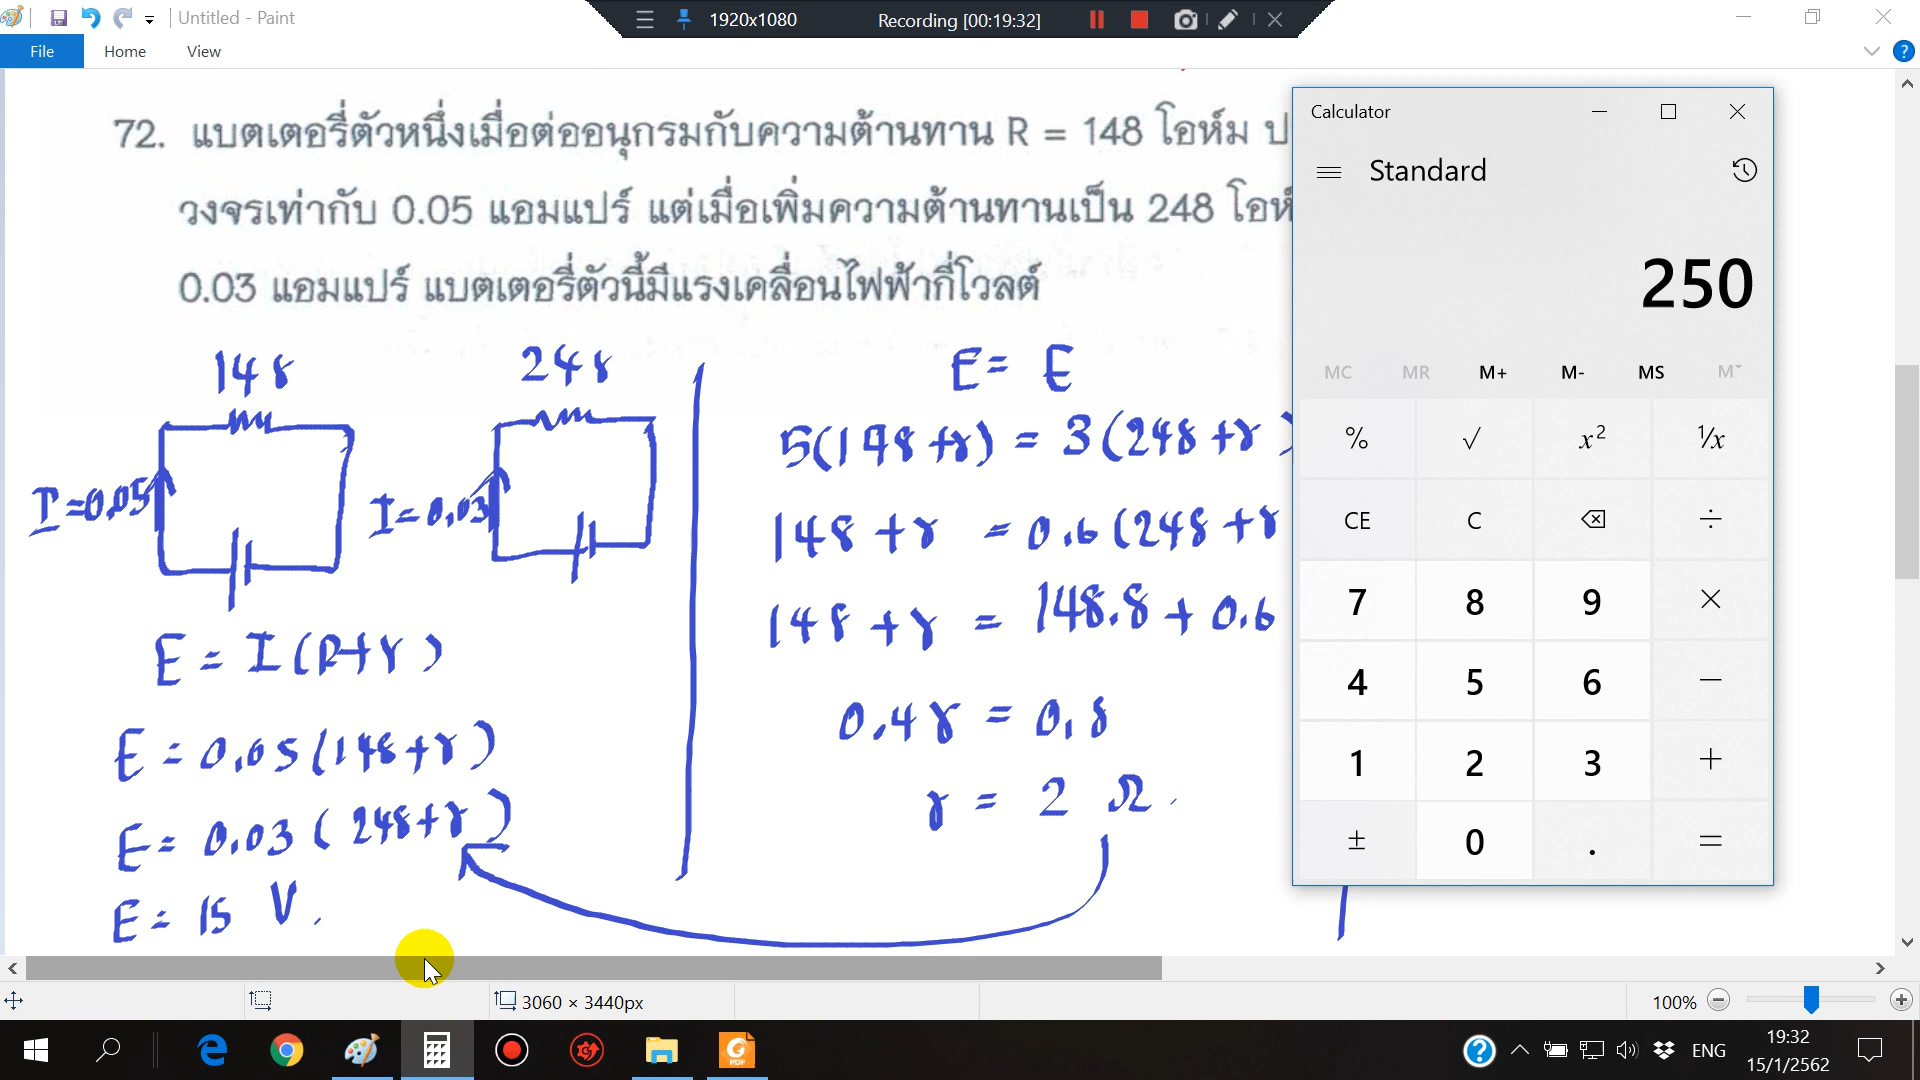 Untitled - Paint
1920x1080
Recording [00:19:32]
File
Home
View
72. แบตเตอรี่ตัวหนึ่งเมื่อต่ออนุกรมกับความต้านทาน R = 148 โอห์ม
วงจรเท่ากับ 0.05 แอมแปร์ แต่เมื่อเพิ่มความต้านทานเป็น 248
0.03 แอมแปร์ แบตเตอรี่ตัวนี้มีแรงเคลื่อนไฟฟ้ากี่โวลต์
148
I=0.05
248
I=0.03
E = I(R+r)
E = 0.05(148+r)
E = 0.03(248+r)
E = 15 V.
E = E
5(148+r) = 3(248+r)
148+r = 0.6(248+r
148+r = 148.8+0.6
0.4r = 0.8
r = 2 Ω.
Calculator
Standard
250
MC MR M+ M- MS M˅
% √ x² ¹/x
CE C ⌫ ÷
7 8 9 ×
4 5 6 −
1 2 3 +
± 0 . =
3060 × 3440px
100%
ENG
19:32
15/1/2562
PDF